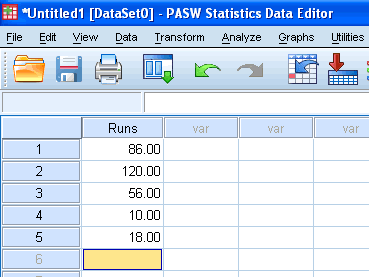 *Untitled1 [DataSet0] - PASW Statistics Data Editor
File Edit View Data Transform Analyze Graphs Utilities
Runs var var var
1 86.00
2 120.00
3 56.00
4 10.00
5 18.00
6